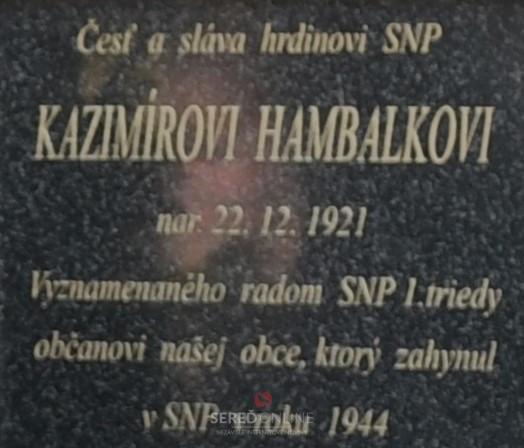 Česť a sláva hrdinovi SNP
KAZIMÍROVI HAMBALKOVI
nar. 22. 12. 1921
Vyznamenaného radom SNP I.triedy
občanovi našej obce, ktorý zahynul
v SNP 1944
SEREĎONLINE